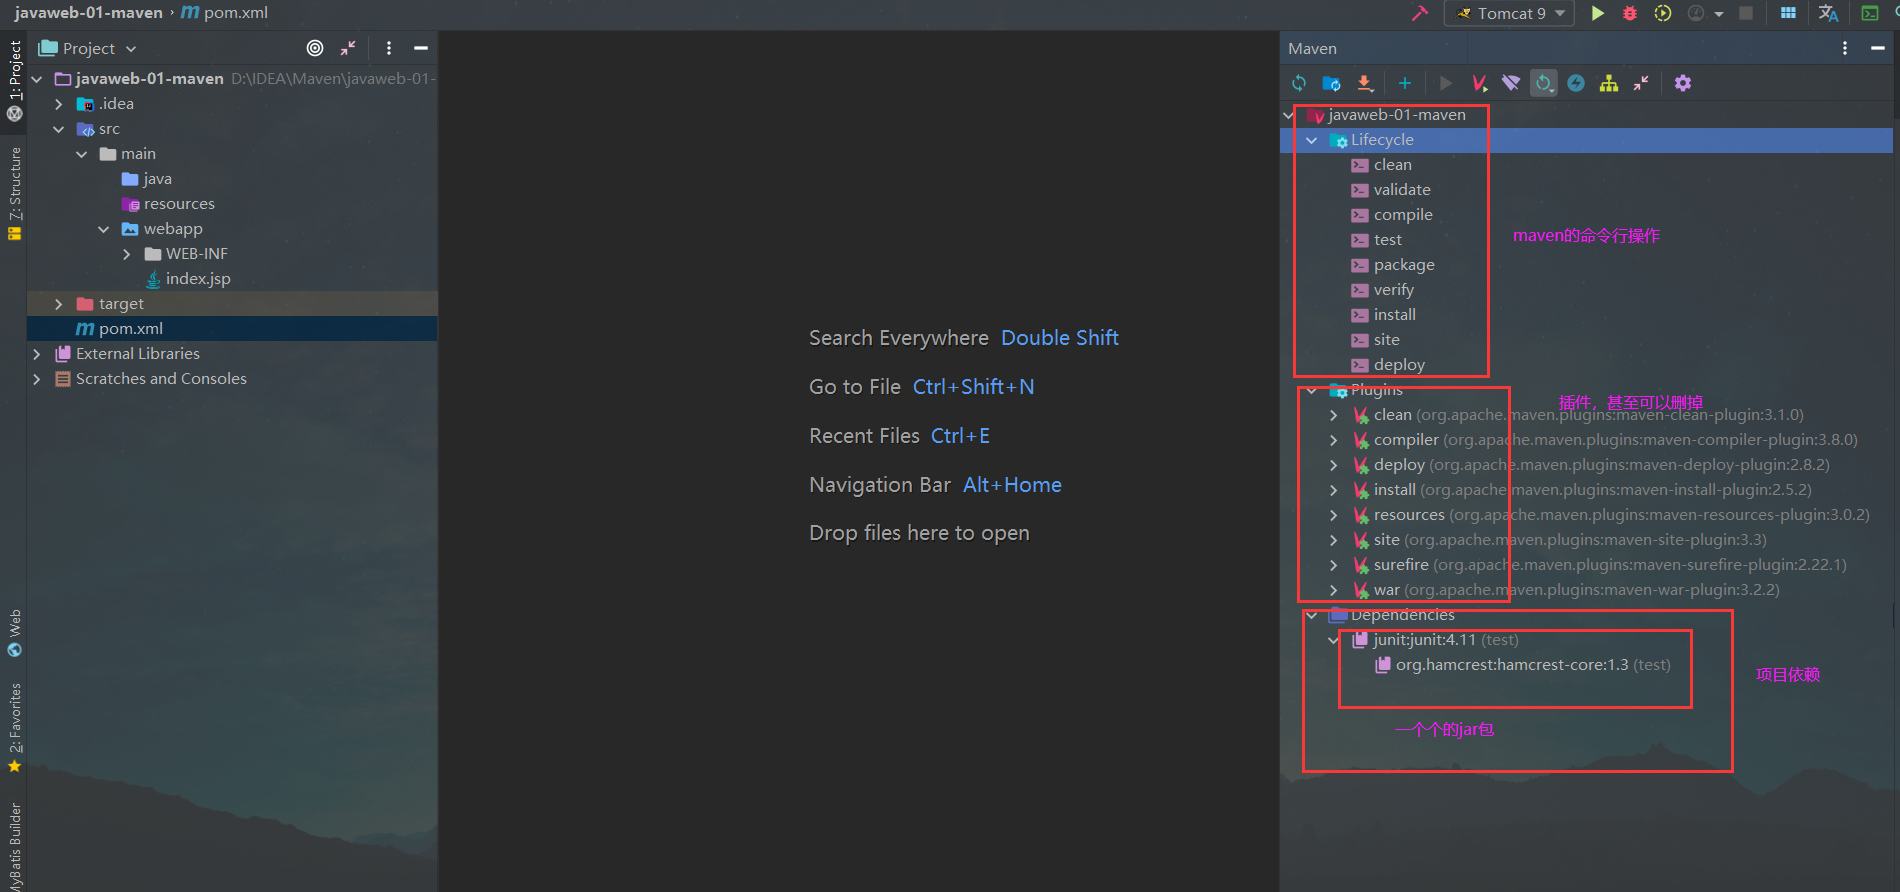 javaweb-01-maven › pom.xml
Tomcat 9
1: Project
7: Structure
Web
2: Favorites
MyBatis Builder
Project
javaweb-01-maven D:\IDEA\Maven\javaweb-01-
.idea
src
main
java
resources
webapp
WEB-INF
index.jsp
target
pom.xml
External Libraries
Scratches and Consoles
Search Everywhere Double Shift
Go to File Ctrl+Shift+N
Recent Files Ctrl+E
Navigation Bar Alt+Home
Drop files here to open
Maven
javaweb-01-maven
Lifecycle
clean
validate
compile
test
package
verify
install
site
deploy
maven的命令行操作
Plugins
插件，甚至可以删掉
clean (org.apache.maven.plugins:maven-clean-plugin:3.1.0)
compiler (org.apache.maven.plugins:maven-compiler-plugin:3.8.0)
deploy (org.apache.maven.plugins:maven-deploy-plugin:2.8.2)
install (org.apache.maven.plugins:maven-install-plugin:2.5.2)
resources (org.apache.maven.plugins:maven-resources-plugin:3.0.2)
site (org.apache.maven.plugins:maven-site-plugin:3.3)
surefire (org.apache.maven.plugins:maven-surefire-plugin:2.22.1)
war (org.apache.maven.plugins:maven-war-plugin:3.2.2)
Dependencies
junit:junit:4.11 (test)
org.hamcrest:hamcrest-core:1.3 (test)
项目依赖
一个个的jar包